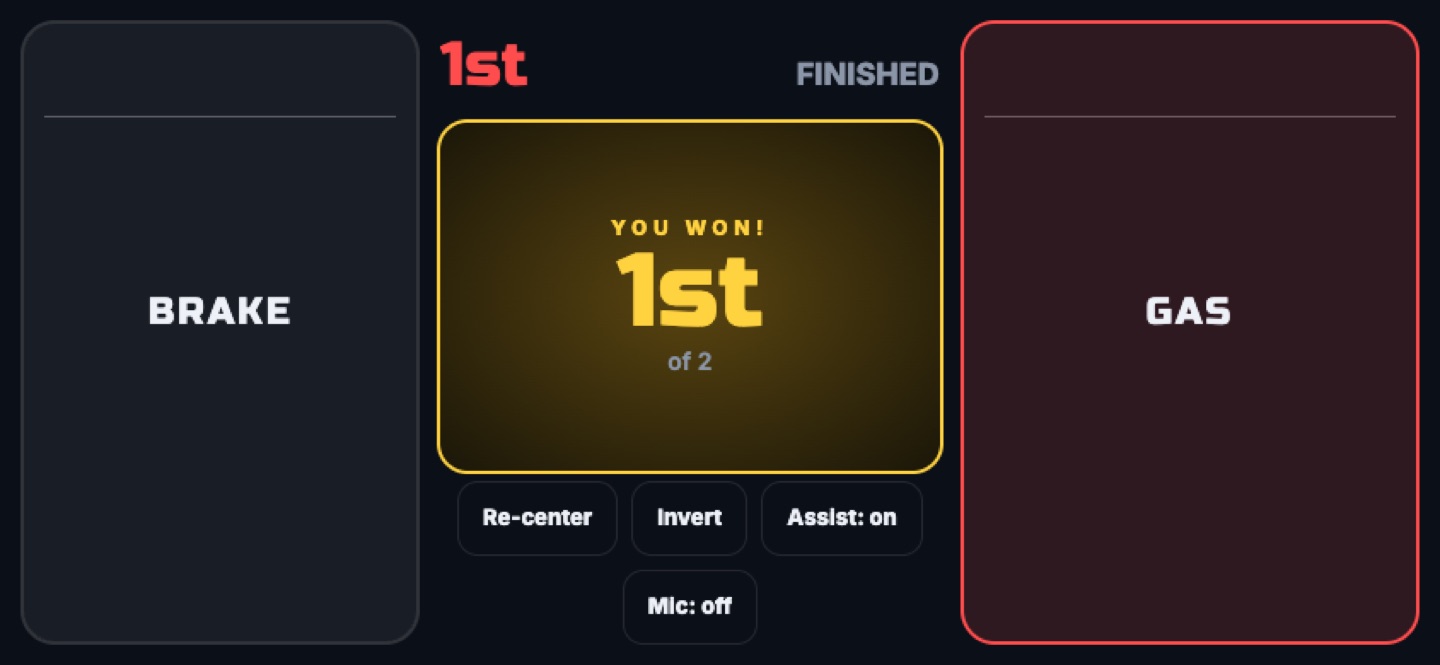 1st
FINISHED
BRAKE
YOU WON!
1st
of 2
GAS
Re-center
Invert
Assist: on
Mic: off